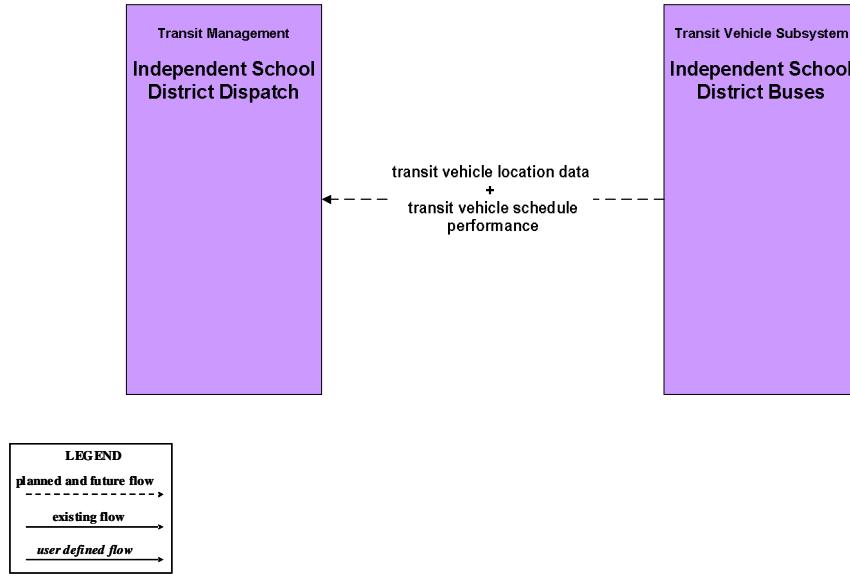 Transit Management
Independent School
District Dispatch
Transit Vehicle Subsystem
Independent School
District Buses
transit vehicle location data
+
transit vehicle schedule
performance
LEGEND
planned and future flow
existing flow
user defined flow